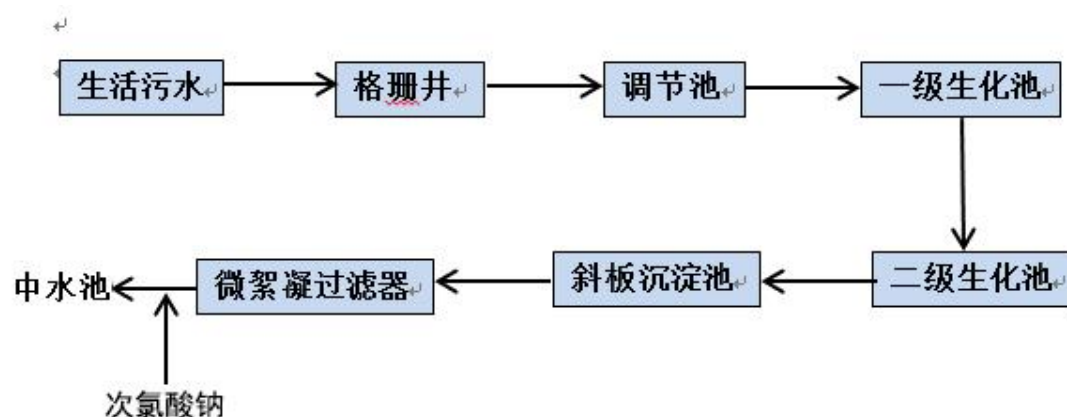 生活污水
格珊井
调节池
一级生化池
中水池
微絮凝过滤器
斜板沉淀池
二级生化池
次氯酸钠